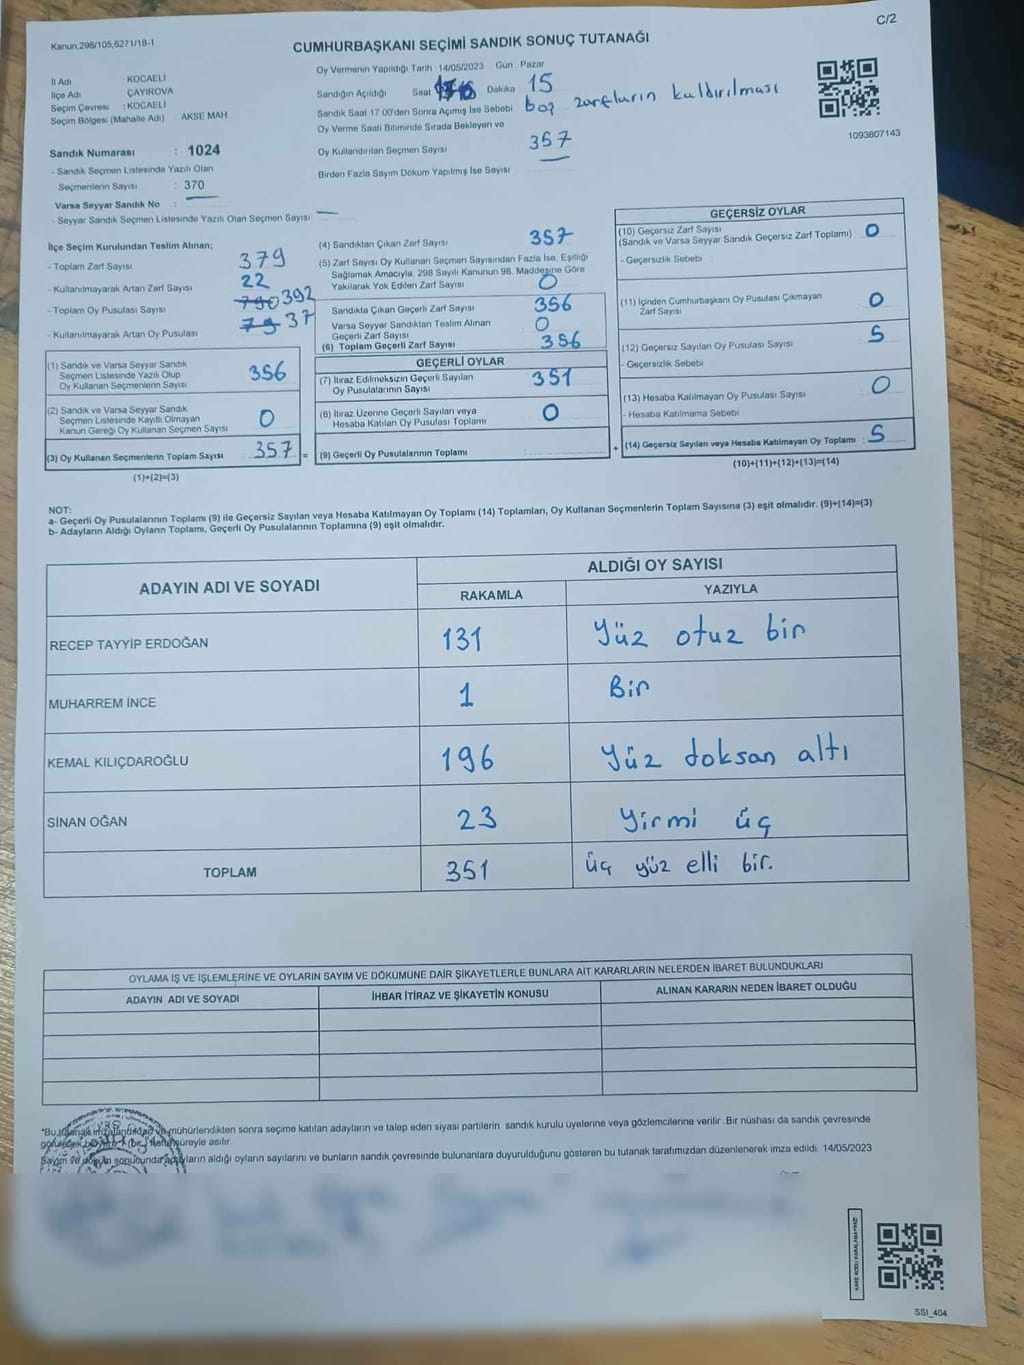 C/2
Kanun,298/105,6271/18-1
CUMHURBAŞKANI SEÇİMİ SANDIK SONUÇ TUTANAĞI
İl Adı : KOCAELİ
İlçe Adı ÇAYIROVA
Seçim Çevresi : KOCAELİ
Seçim Bölgesi (Mahalle Adı) AKSE MAH
Oy Vermenin Yapıldığı Tarih 14/05/2023 Gün Pazar
Sandığın Açıldığı Saat Dakika 15
Sandık Saat 17 00'den Sonra Açımış İse Sebebi boş zarfların kaldırılması
Oy Verme Saati Bitiminde Sırada Bekleyen ve
Oy Kullandırılan Seçmen Sayısı 357
Birden Fazla Sayım Döküm Yapılmış İse Sayısı
1093807143
Sandık Numarası : 1024
- Sandık Seçmen Listesinde Yazılı Olan
Seçmenlerin Sayısı : 370
Varsa Seyyar Sandık No :
- Seyyar Sandık Seçmen Listesinde Yazılı Olan Seçmen Sayısı
İlçe Seçim Kurulundan Teslim Alınan;
- Toplam Zarf Sayısı 379
- Kullanılmayarak Artan Zarf Sayısı 22
- Toplam Oy Pusulası Sayısı 790 392
- Kullanılmayarak Artan Oy Pusulası 37
(1) Sandık ve Varsa Seyyar Sandık
Seçmen Listesinde Yazılı Olup
Oy Kullanan Seçmenlerin Sayısı 356
(2) Sandık ve Varsa Seyyar Sandık
Seçmen Listesinde Kayıtlı Olmayan
Kanun Gereği Oy Kullanan Seçmen Sayısı 0
(3) Oy Kullanan Seçmenlerin Toplam Sayısı 357 =
(1)+(2)=(3)
(4) Sandıktan Çıkan Zarf Sayısı 357
(5) Zarf Sayısı Oy Kullanan Seçmen Sayısından Fazla İse, Eşitliği
Sağlamak Amacıyla, 298 Sayılı Kanunun 98. Maddesine Göre
Yakılarak Yok Edilen Zarf Sayısı 0
Sandıkla Çıkan Geçerli Zarf Sayısı 356
Varsa Seyyar Sandıktan Teslim Alınan
Geçerli Zarf Sayısı 0
(6) Toplam Geçerli Zarf Sayısı 356
GEÇERLİ OYLAR
(7) İtiraz Edilmeksizin Geçerli Sayılan
Oy Pusulalarının Sayısı 351
(8) İtiraz Üzerine Geçerli Sayılan veya
Hesaba Katılan Oy Pusulası Toplamı 0
(9) Geçerli Oy Pusulalarının Toplamı : +
GEÇERSİZ OYLAR
(10) Geçersiz Zarf Sayısı
(Sandık ve Varsa Seyyar Sandık Geçersiz Zarf Toplamı) 0
- Geçersizlik Sebebi
(11) İçinden Cumhurbaşkanı Oy Pusulası Çıkmayan
Zarf Sayısı 0
(12) Geçersiz Sayılan Oy Pusulası Sayısı 5
- Geçersizlik Sebebi
(13) Hesaba Katılmayan Oy Pusulası Sayısı 0
- Hesaba Katılmama Sebebi
(14) Geçersiz Sayılan veya Hesaba Katılmayan Oy Toplamı : 5
(10)+(11)+(12)+(13)=(14)
NOT:
a- Geçerli Oy Pusulalarının Toplamı (9) ile Geçersiz Sayılan veya Hesaba Katılmayan Oy Toplamı (14) Toplamları, Oy Kullanan Seçmenlerin Toplam Sayısına (3) eşit olmalıdır. (9)+(14)=(3)
b- Adayların Aldığı Oyların Toplamı, Geçerli Oy Pusulalarının Toplamına (9) eşit olmalıdır.
ADAYIN ADI VE SOYADI ALDIĞI OY SAYISI
RAKAMLA YAZIYLA
RECEP TAYYİP ERDOĞAN 131 Yüz otuz bir
MUHARREM İNCE 1 Bir
KEMAL KILIÇDAROĞLU 196 Yüz doksan altı
SİNAN OĞAN 23 Yirmi üç
TOPLAM 351 üç yüz elli bir.
OYLAMA İŞ VE İŞLEMLERİNE VE OYLARIN SAYIM VE DÖKÜMÜNE DAİR ŞİKAYETLERLE BUNLARA AİT KARARLARIN NELERDEN İBARET BULUNDUKLARI
ADAYIN ADI VE SOYADI İHBAR İTİRAZ VE ŞİKAYETİN KONUSU ALINAN KARARIN NEDEN İBARET OLDUĞU
*Bu tutanak imzalandıktan ve mühürlendikten sonra seçime katılan adayların ve talep eden siyasi partilerin sandık kurulu üyelerine veya gözlemcilerine verilir. Bir nüshası da sandık çevresinde
görülecek bir yere 1 (bir) hafta süreyle asılır.
Sayım ve döküm sonucunda adayların aldığı oyların sayılarını ve bunların sandık çevresinde bulunanlara duyurulduğunu gösteren bu tutanak tarafımızdan düzenlenerek imza edildi. 14/05/2023
KARE KODU KARALAMAYINIZ!
SSI_404